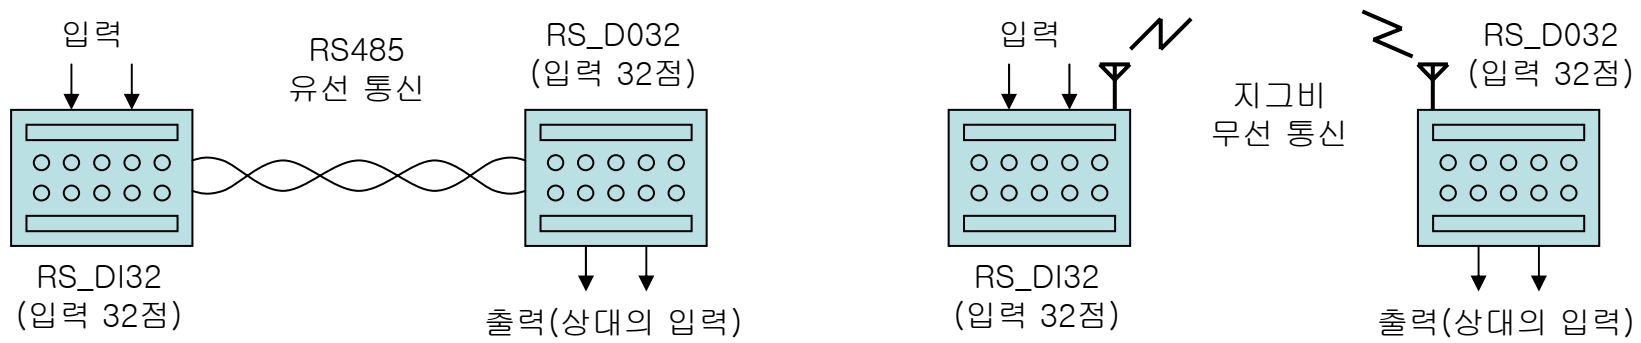 입력
RS485
유선 통신
RS_D032
(입력 32점)
RS_DI32
(입력 32점)
출력(상대의 입력)
입력
지그비
무선 통신
RS_D032
(입력 32점)
RS_DI32
(입력 32점)
출력(상대의 입력)